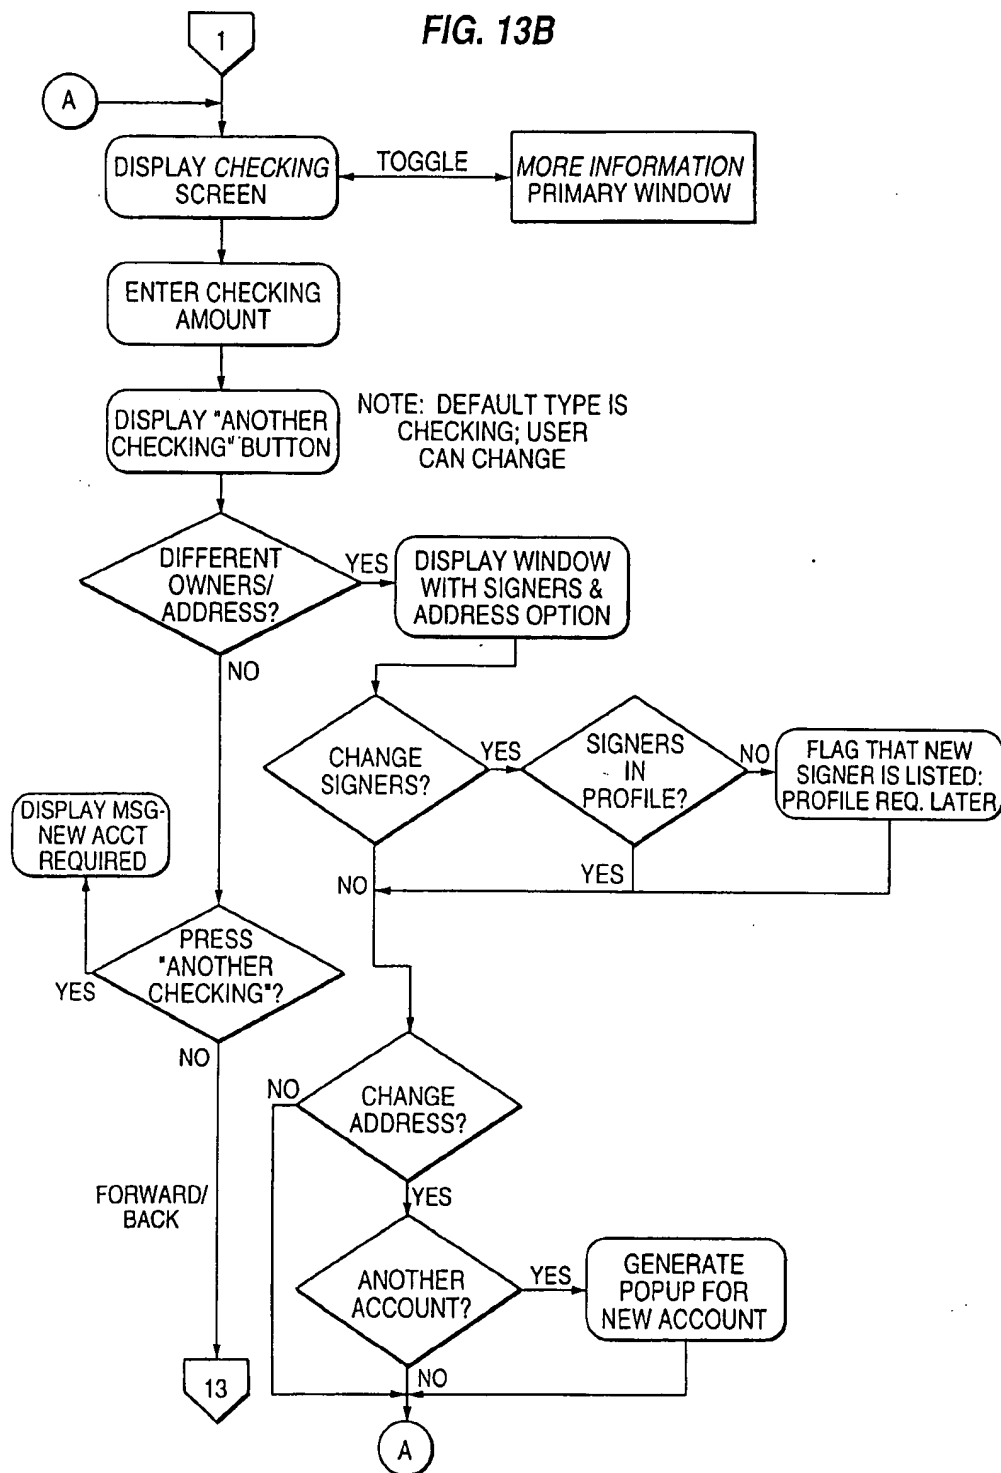 FIG. 13B
1
A
DISPLAY CHECKING
SCREEN
TOGGLE
MORE INFORMATION
PRIMARY WINDOW
ENTER CHECKING
AMOUNT
DISPLAY "ANOTHER
CHECKING" BUTTON
NOTE: DEFAULT TYPE IS
CHECKING; USER
CAN CHANGE
DIFFERENT
OWNERS/
ADDRESS?
YES
DISPLAY WINDOW
WITH SIGNERS &
ADDRESS OPTION
NO
CHANGE
SIGNERS?
YES
SIGNERS
IN
PROFILE?
NO
FLAG THAT NEW
SIGNER IS LISTED:
PROFILE REQ. LATER
DISPLAY MSG-
NEW ACCT
REQUIRED
NO
YES
PRESS
"ANOTHER
CHECKING"?
YES
NO
NO
CHANGE
ADDRESS?
YES
FORWARD/
BACK
ANOTHER
ACCOUNT?
YES
GENERATE
POPUP FOR
NEW ACCOUNT
NO
13
A